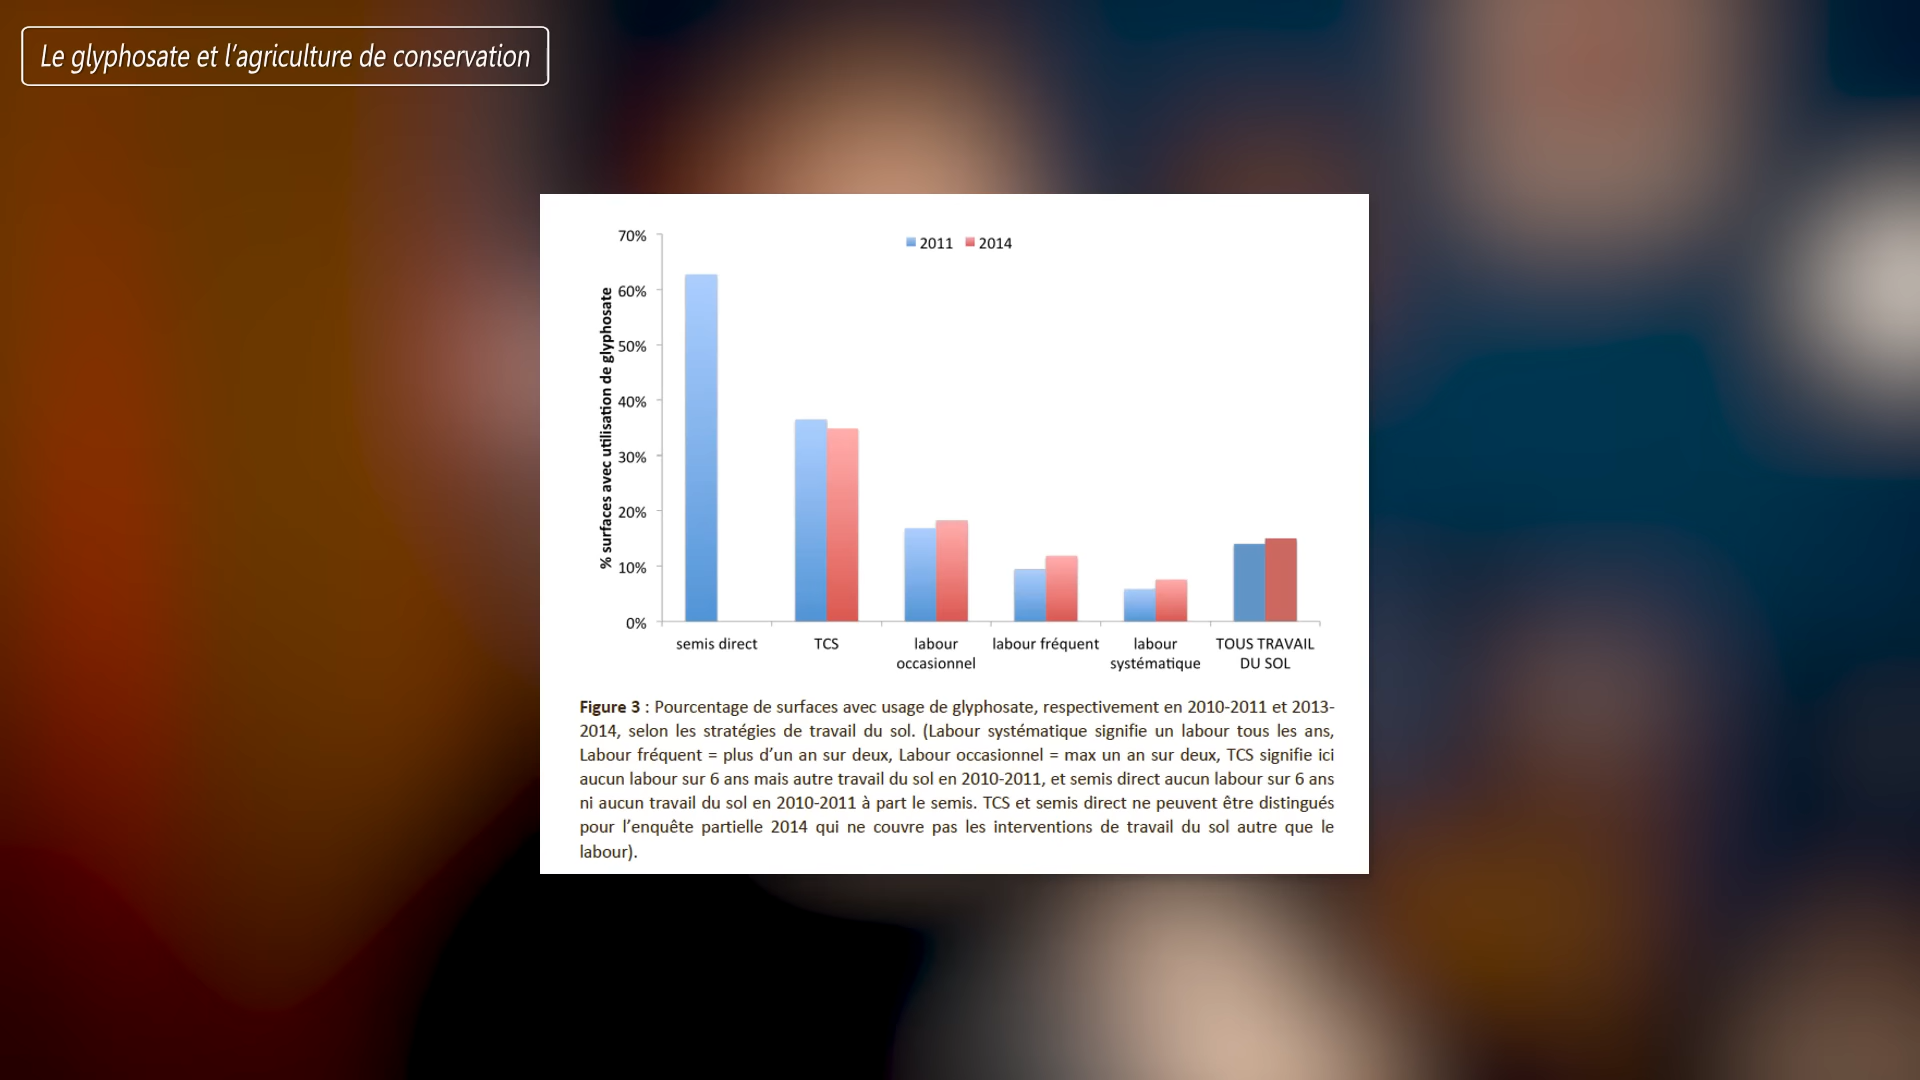 Le glyphosate et l’agriculture de conservation
70%
2011 2014
60%
50%
40%
30%
20%
10%
0%
% surfaces avec utilisation de glyphosate
semis direct
TCS
labour
occasionnel
labour fréquent
labour
systématique
TOUS TRAVAIL
DU SOL
Figure 3 : Pourcentage de surfaces avec usage de glyphosate, respectivement en 2010-2011 et 2013-
2014, selon les stratégies de travail du sol. (Labour systématique signifie un labour tous les ans,
Labour fréquent = plus d’un an sur deux, Labour occasionnel = max un an sur deux, TCS signifie ici
aucun labour sur 6 ans mais autre travail du sol en 2010-2011, et semis direct aucun labour sur 6 ans
ni aucun travail du sol en 2010-2011 à part le semis. TCS et semis direct ne peuvent être distingués
pour l’enquête partielle 2014 qui ne couvre pas les interventions de travail du sol autre que le
labour).